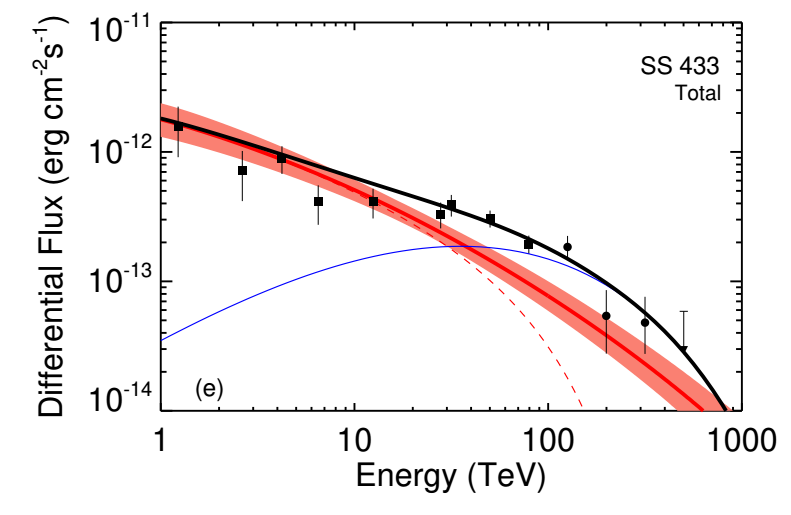 10⁻¹¹
SS 433
Total
10⁻¹²
10⁻¹³
10⁻¹⁴
Differential Flux (erg cm⁻²s⁻¹)
(e)
1
10
100
1000
Energy (TeV)